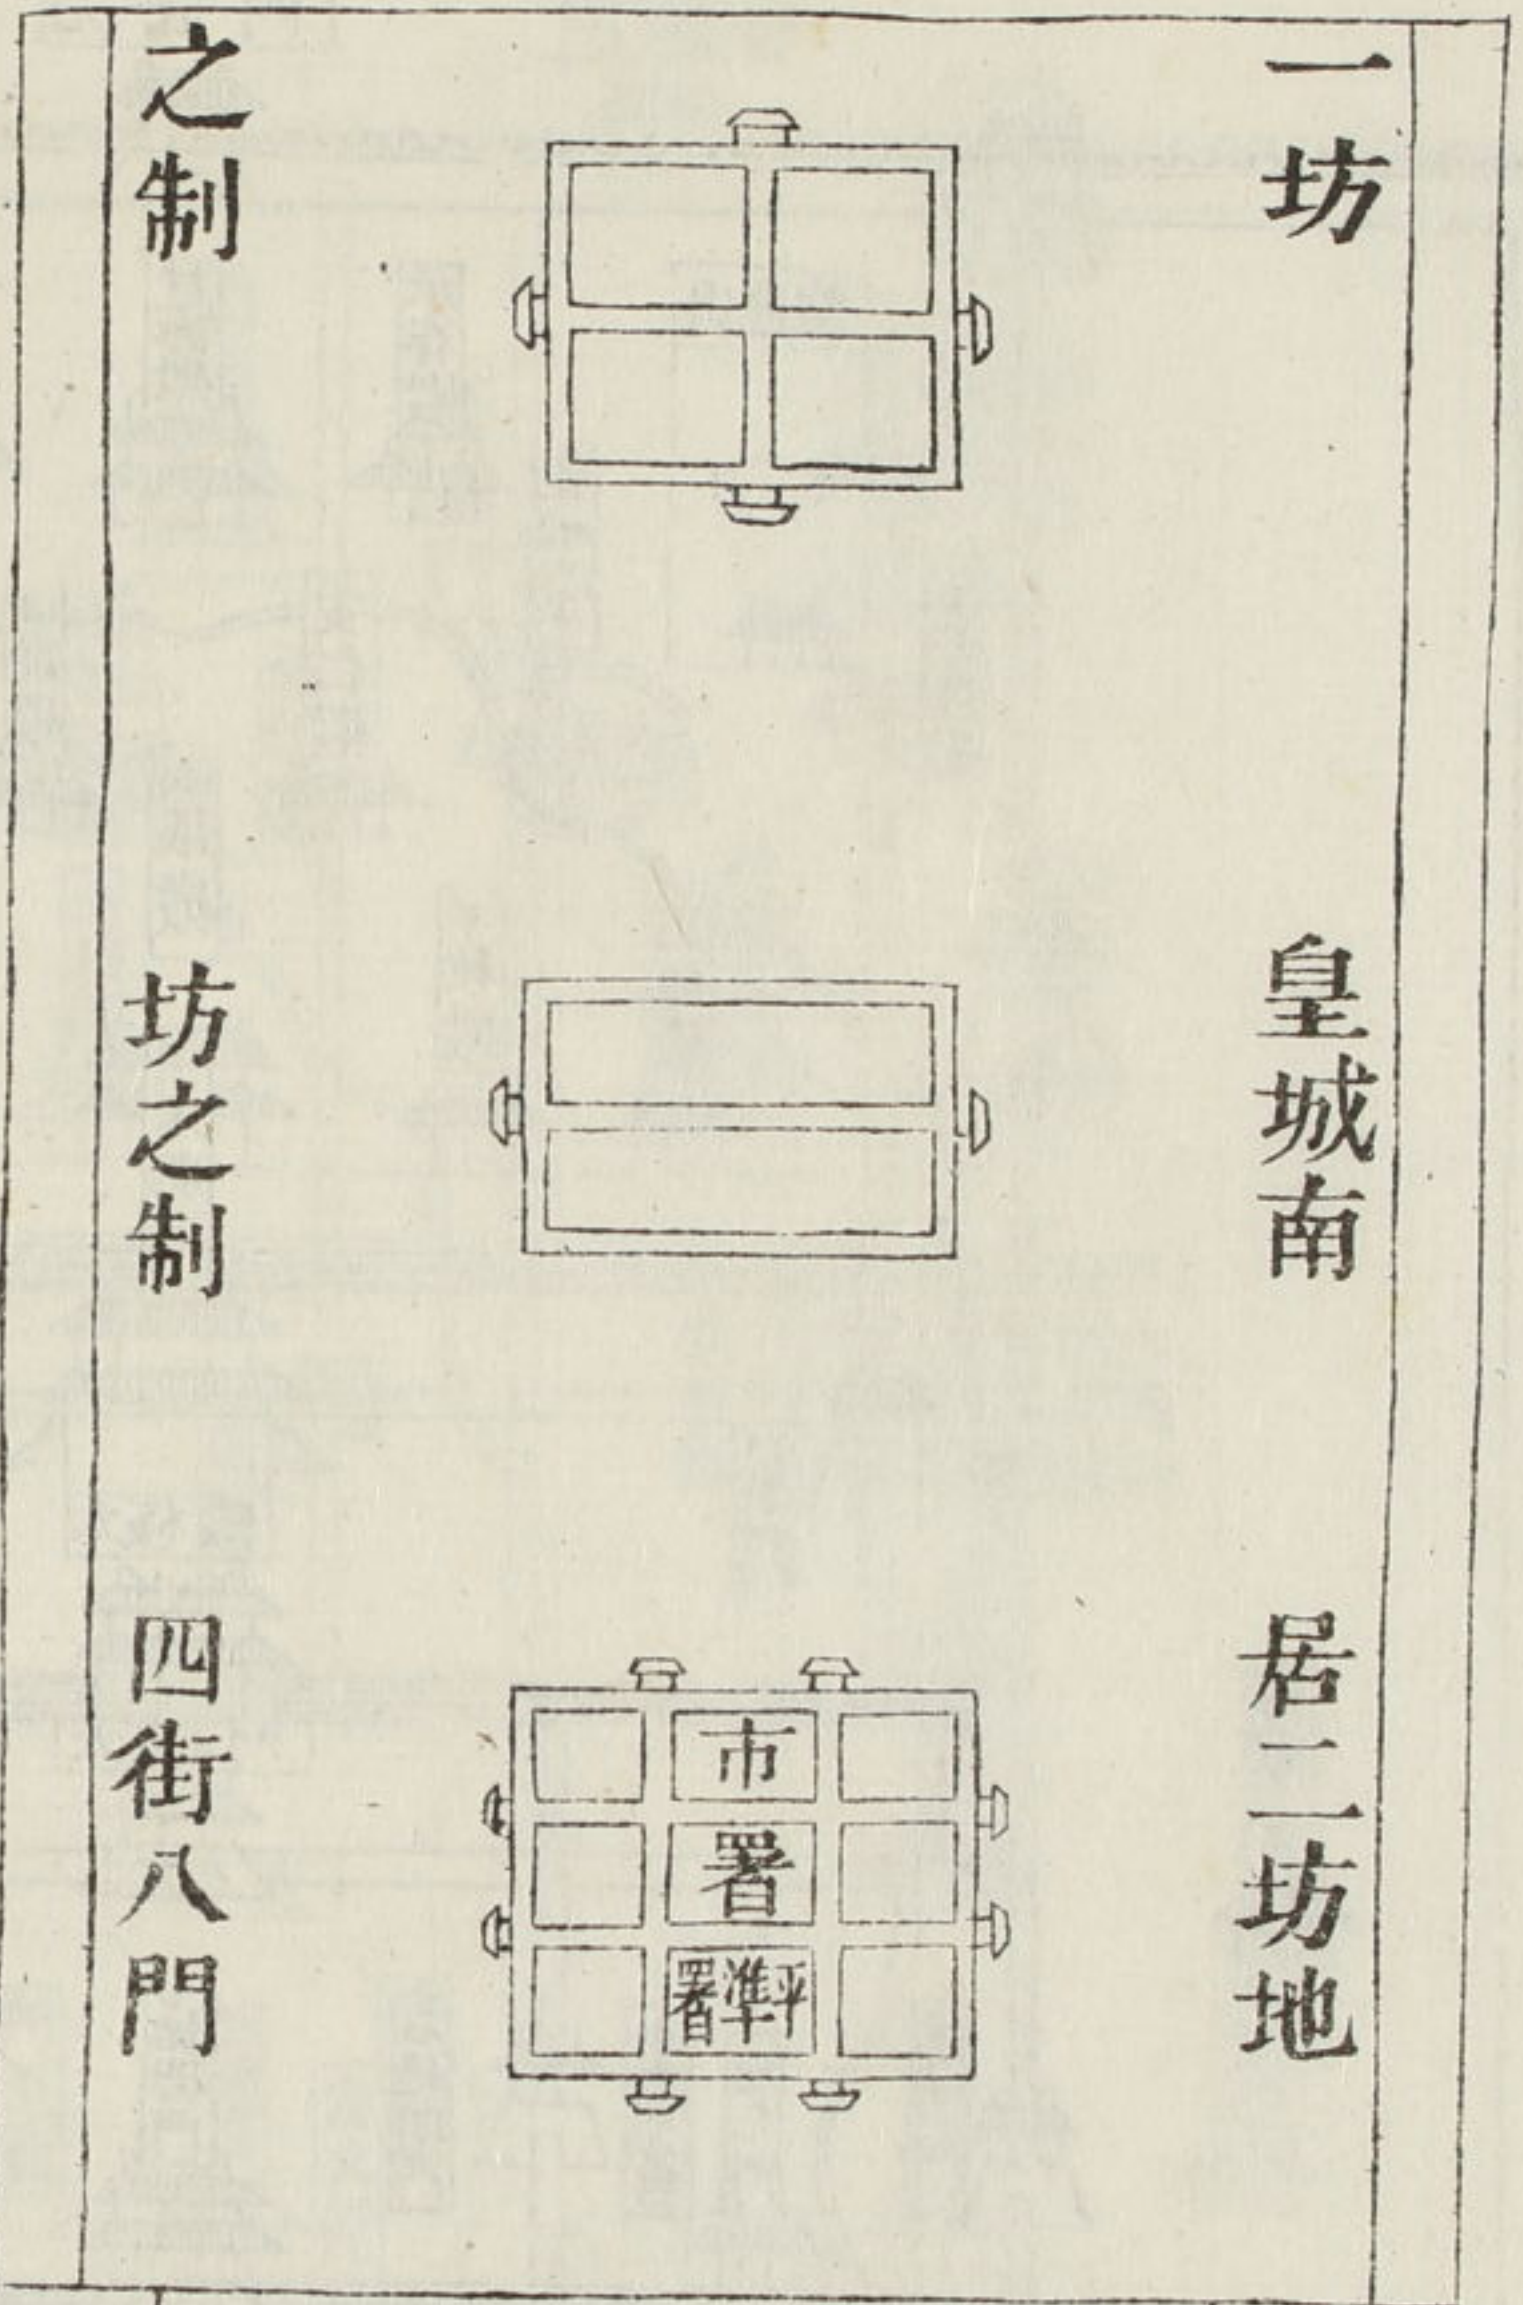 一坊
之制
皇城南
坊之制
居二坊地
四街八門
市
署
平準署